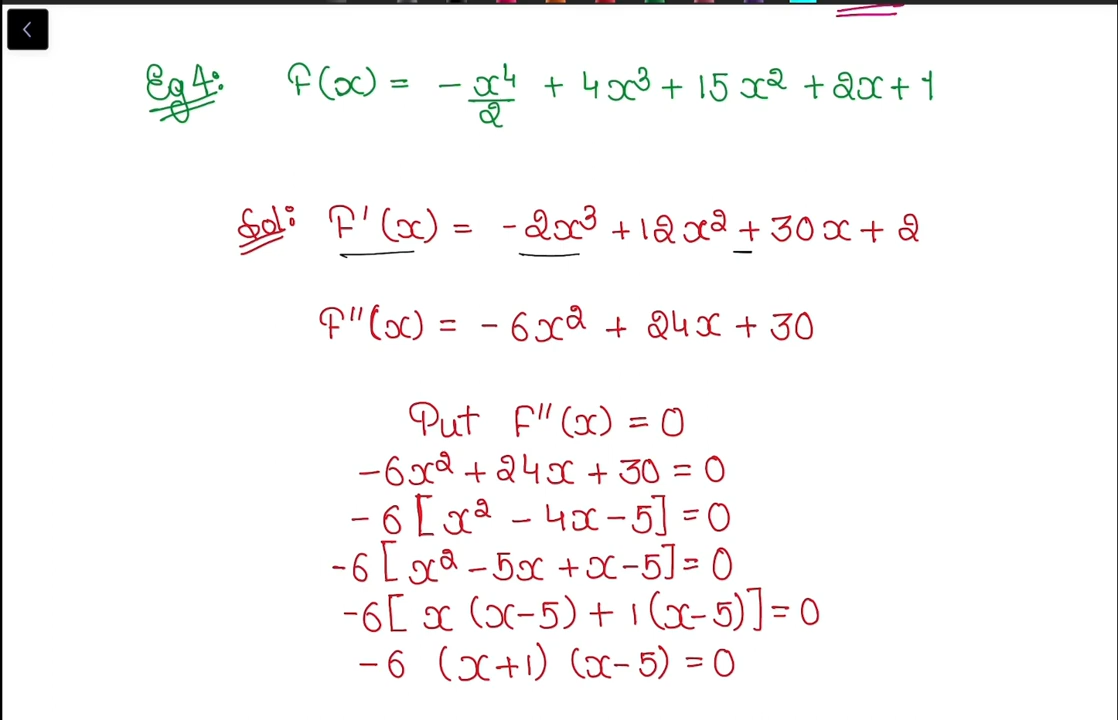 Eg 4: F(x) = -x⁴/2 + 4x³ + 15x² + 2x + 1
Sol: F'(x) = -2x³ + 12x² + 30x + 2
F''(x) = -6x² + 24x + 30
Put F''(x) = 0
-6x² + 24x + 30 = 0
-6[x² - 4x - 5] = 0
-6[x² - 5x + x - 5] = 0
-6[x(x-5) + 1(x-5)] = 0
-6 (x+1) (x-5) = 0